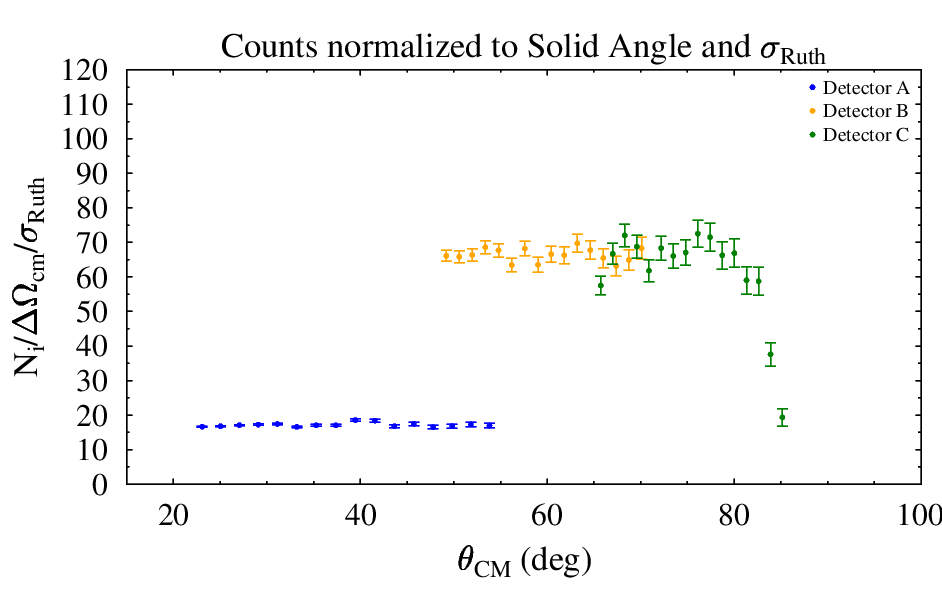 Counts normalized to Solid Angle and σRuth
120
110
100
90
80
70
60
50
40
30
20
10
0
Ni/ΔΩcm/σRuth
Detector A
Detector B
Detector C
20 40 60 80 100
θCM (deg)